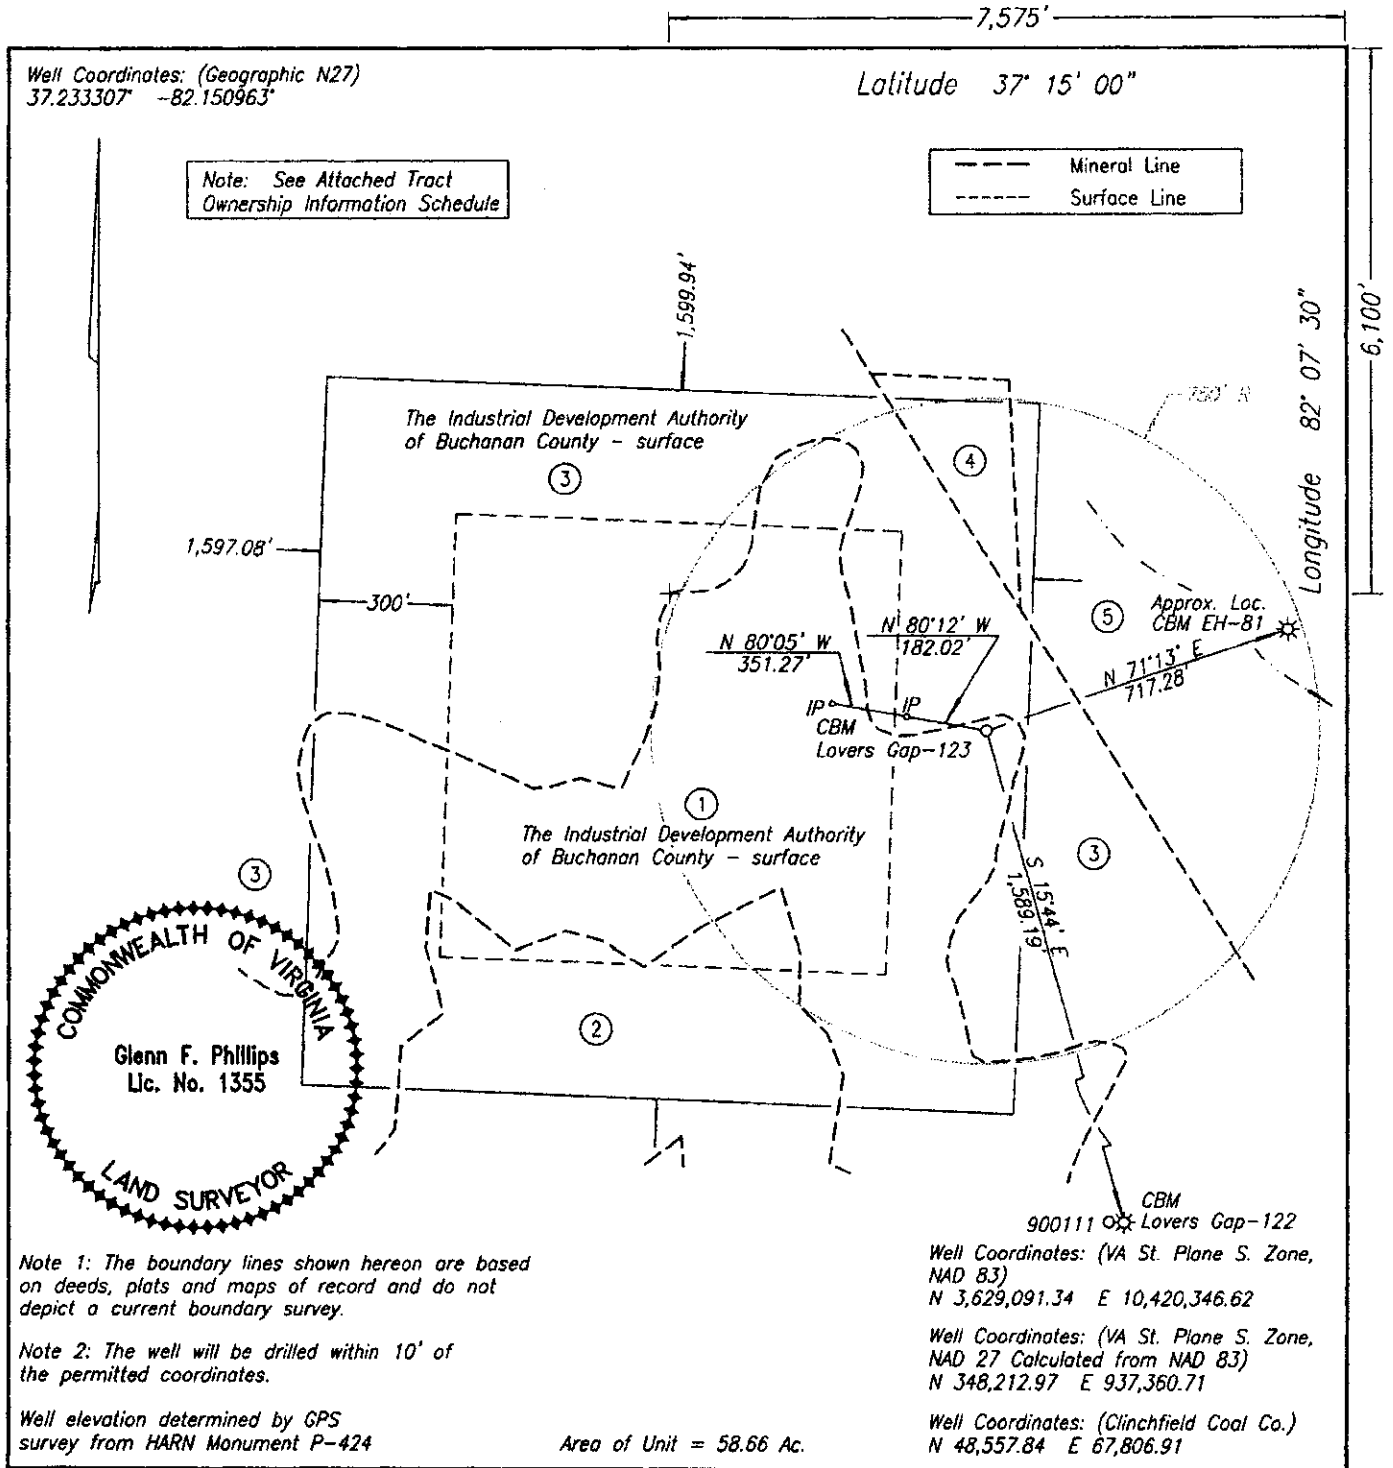 7,575'
Well Coordinates: (Geographic N27)
37.233307° -82.150963°
Latitude 37° 15' 00"
Note: See Attached Tract
Ownership Information Schedule
Mineral Line
Surface Line
6,100'
Longitude 82° 07' 30"
1,599.94'
750' R
The Industrial Development Authority
of Buchanan County - surface
3
4
1,597.08'
300'
5
Approx. Loc.
CBM EH-81
N 80°05' W
351.27'
N 80°12' W
182.02'
N 71°13' E
717.28'
IP
IP
CBM
Lovers Gap-123
1
The Industrial Development Authority
of Buchanan County - surface
3
3
S 15°44' E
1,589.19'
2
COMMONWEALTH OF VIRGINIA
Glenn F. Phillips
Lic. No. 1355
LAND SURVEYOR
CBM
900111 Lovers Gap-122
Note 1: The boundary lines shown hereon are based
on deeds, plats and maps of record and do not
depict a current boundary survey.
Note 2: The well will be drilled within 10' of
the permitted coordinates.
Well elevation determined by GPS
survey from HARN Monument P-424
Area of Unit = 58.66 Ac.
Well Coordinates: (VA St. Plane S. Zone,
NAD 83)
N 3,629,091.34 E 10,420,346.62
Well Coordinates: (VA St. Plane S. Zone,
NAD 27 Calculated from NAD 83)
N 348,212.97 E 937,360.71
Well Coordinates: (Clinchfield Coal Co.)
N 48,557.84 E 67,806.91